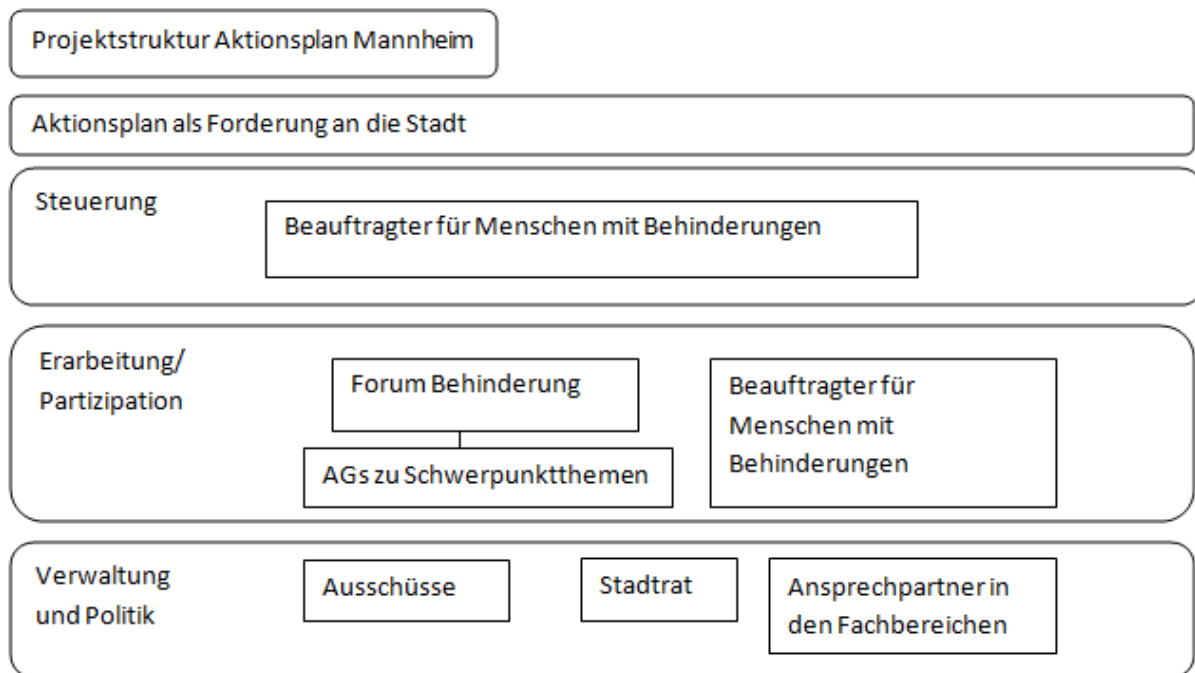 Projektstruktur Aktionsplan Mannheim
Aktionsplan als Forderung an die Stadt
Steuerung
Beauftragter für Menschen mit Behinderungen
Erarbeitung/
Partizipation
Forum Behinderung
AGs zu Schwerpunktthemen
Beauftragter für
Menschen mit
Behinderungen
Verwaltung
und Politik
Ausschüsse
Stadtrat
Ansprechpartner in
den Fachbereichen